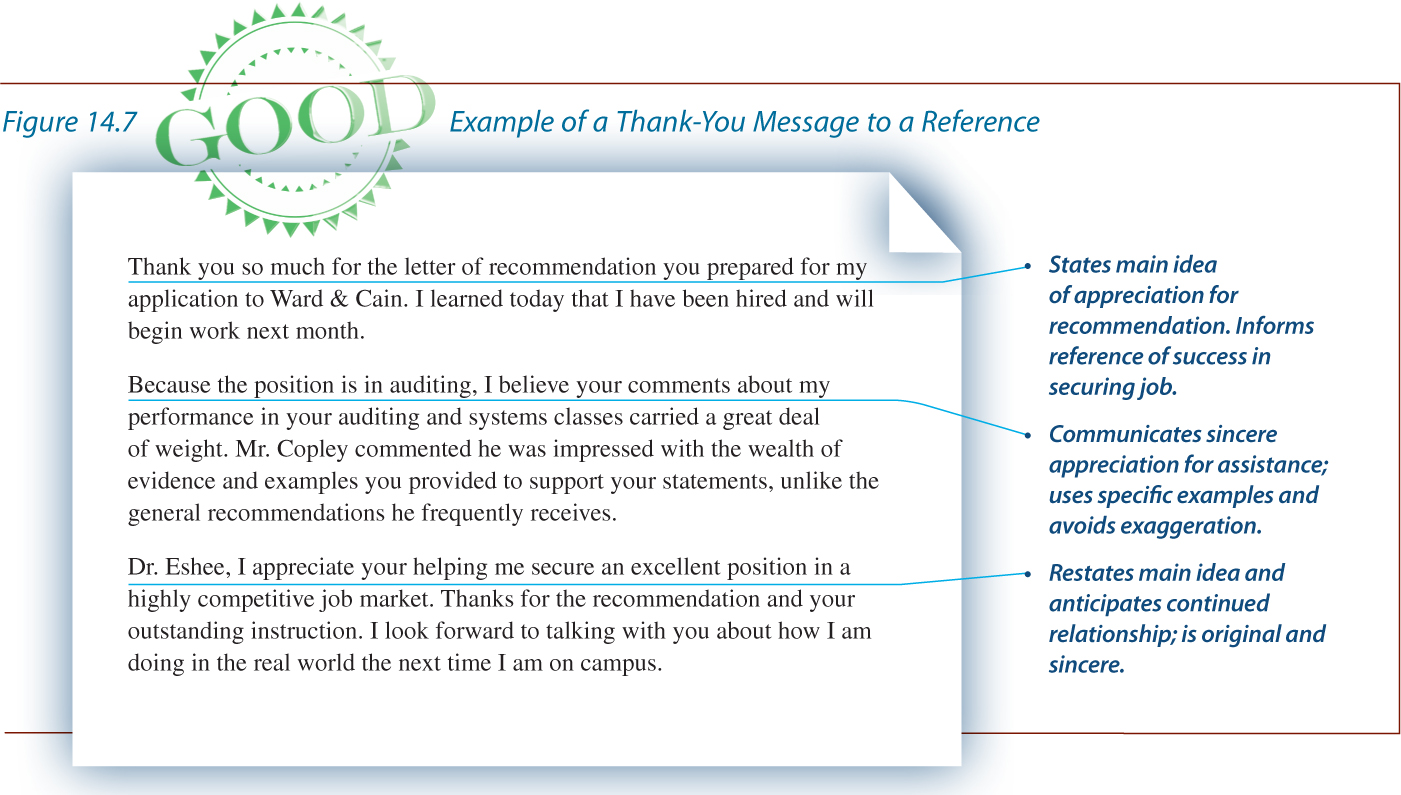 Figure 14.7
GOOD
Example of a Thank-You Message to a Reference
Thank you so much for the letter of recommendation you prepared for my
application to Ward & Cain. I learned today that I have been hired and will
begin work next month.
Because the position is in auditing, I believe your comments about my
performance in your auditing and systems classes carried a great deal
of weight. Mr. Copley commented he was impressed with the wealth of
evidence and examples you provided to support your statements, unlike the
general recommendations he frequently receives.
Dr. Eshee, I appreciate your helping me secure an excellent position in a
highly competitive job market. Thanks for the recommendation and your
outstanding instruction. I look forward to talking with you about how I am
doing in the real world the next time I am on campus.
• States main idea
of appreciation for
recommendation. Informs
reference of success in
securing job.
• Communicates sincere
appreciation for assistance;
uses specific examples and
avoids exaggeration.
• Restates main idea and
anticipates continued
relationship; is original and
sincere.